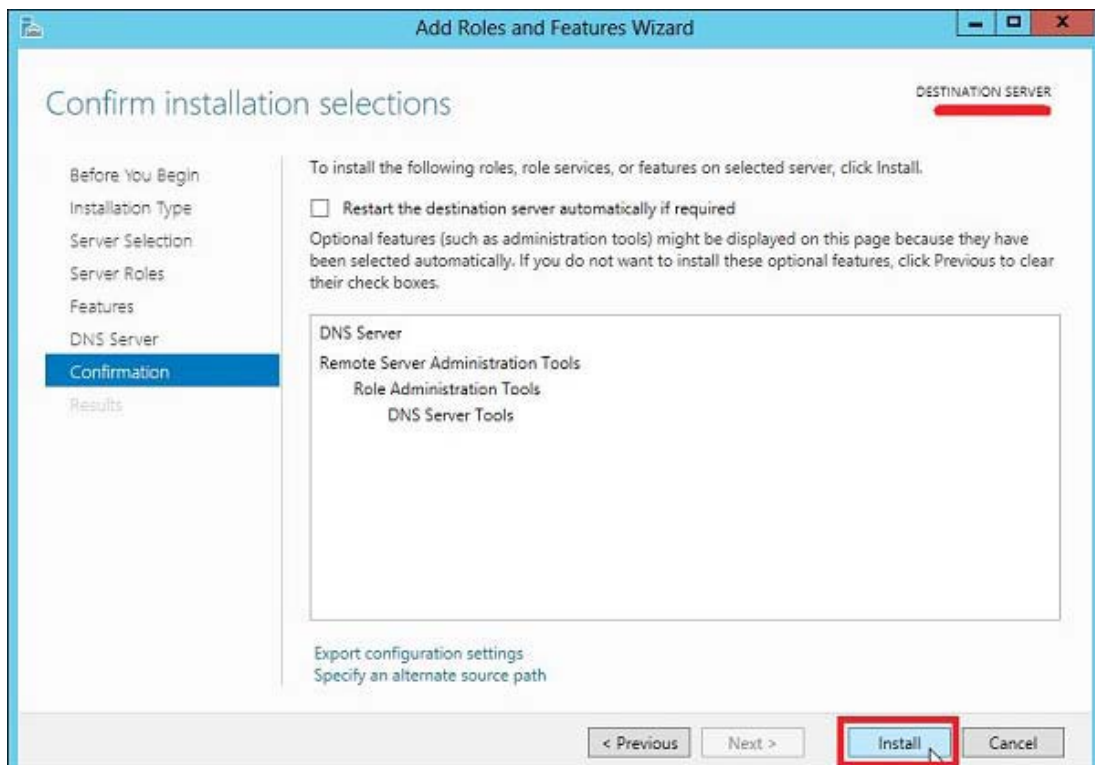 Add Roles and Features Wizard
Confirm installation selections
DESTINATION SERVER
Before You Begin
Installation Type
Server Selection
Server Roles
Features
DNS Server
Confirmation
Results
To install the following roles, role services, or features on selected server, click Install.
Restart the destination server automatically if required
Optional features (such as administration tools) might be displayed on this page because they have
been selected automatically. If you do not want to install these optional features, click Previous to clear
their check boxes.
DNS Server
Remote Server Administration Tools
Role Administration Tools
DNS Server Tools
Export configuration settings
Specify an alternate source path
< Previous
Next >
Install
Cancel